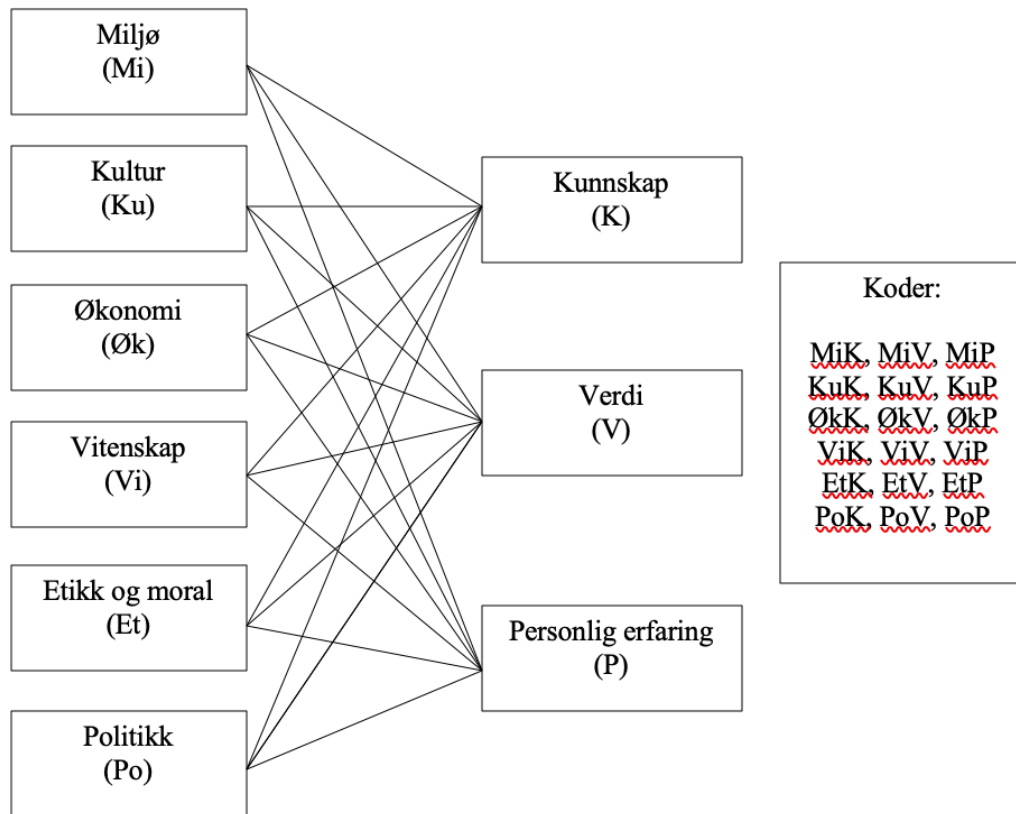 Miljø
(Mi)
Kultur
(Ku)
Økonomi
(Øk)
Vitenskap
(Vi)
Etikk og moral
(Et)
Politikk
(Po)
Kunnskap
(K)
Verdi
(V)
Personlig erfaring
(P)
Koder:
MiK, MiV, MiP
KuK, KuV, KuP
ØkK, ØkV, ØkP
ViK, ViV, ViP
EtK, EtV, EtP
PoK, PoV, PoP